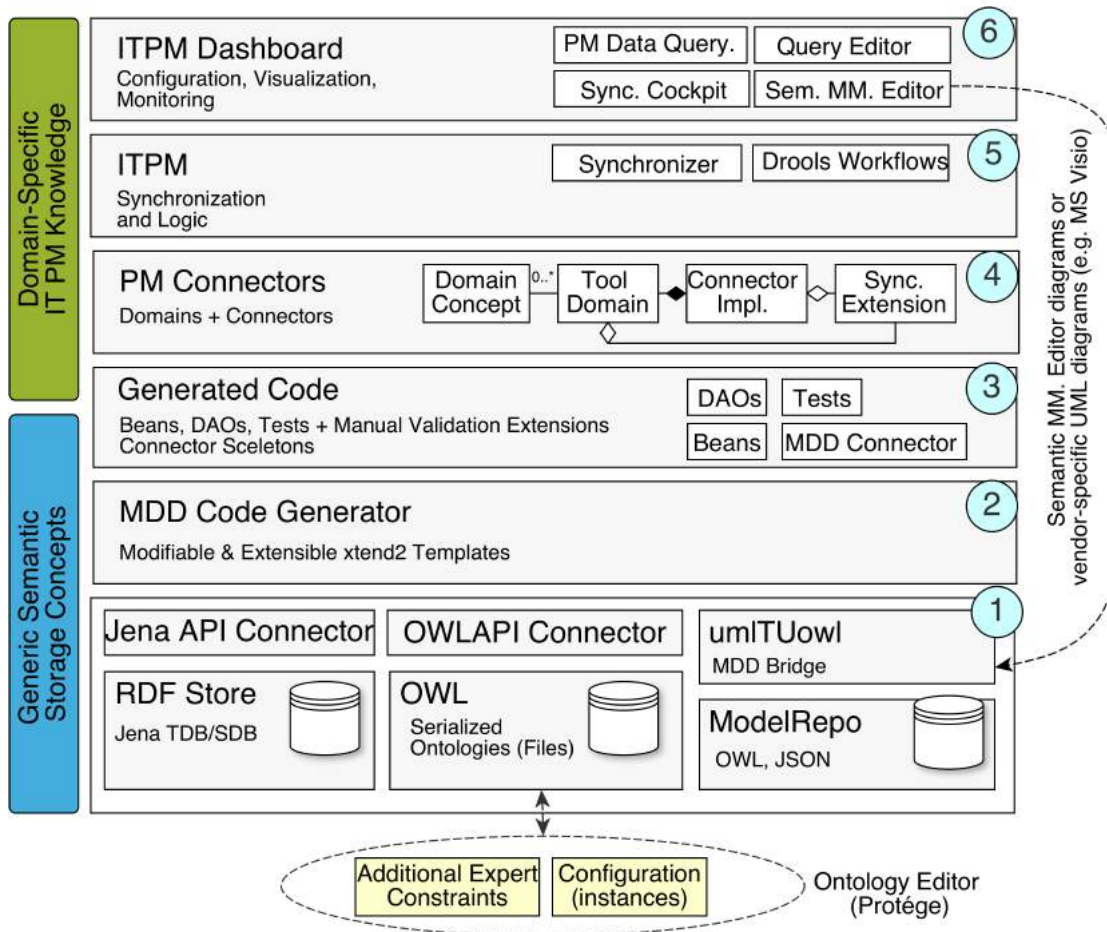 Domain-Specific
IT PM Knowledge
Generic Semantic
Storage Concepts
ITPM Dashboard
Configuration, Visualization,
Monitoring
PM Data Query.
Query Editor
Sync. Cockpit
Sem. MM. Editor
6
ITPM
Synchronization
and Logic
Synchronizer
Drools Workflows
5
PM Connectors
Domains + Connectors
Domain
Concept
0..*
Tool
Domain
Connector
Impl.
Sync.
Extension
4
Generated Code
Beans, DAOs, Tests + Manual Validation Extensions
Connector Sceletons
DAOs
Tests
Beans
MDD Connector
3
MDD Code Generator
Modifiable & Extensible xtend2 Templates
2
Jena API Connector
OWLAPI Connector
umlTUowl
MDD Bridge
1
RDF Store
Jena TDB/SDB
OWL
Serialized
Ontologies (Files)
ModelRepo
OWL, JSON
Semantic MM. Editor diagrams or
vendor-specific UML diagrams (e.g. MS Visio)
Additional Expert
Constraints
Configuration
(instances)
Ontology Editor
(Protége)